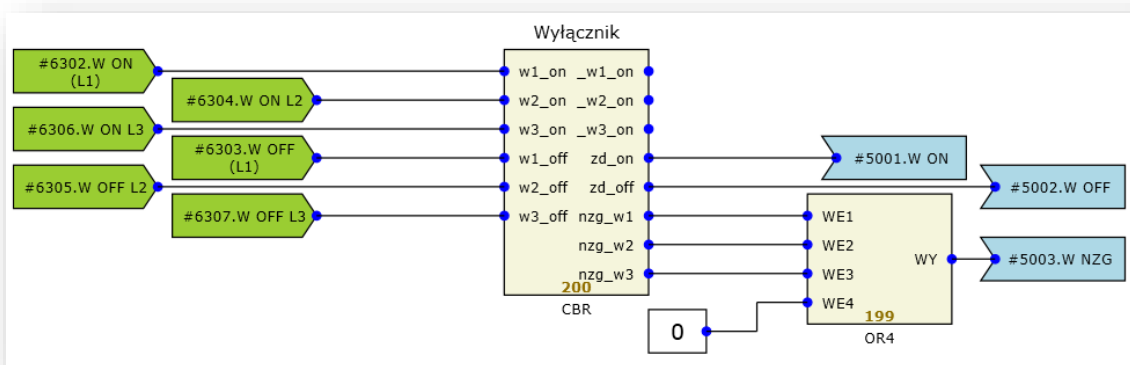 Wyłącznik
#6302.W ON
(L1)
#6304.W ON L2
#6306.W ON L3
#6303.W OFF
(L1)
#6305.W OFF L2
#6307.W OFF L3
w1_on _w1_on
w2_on _w2_on
w3_on _w3_on
w1_off zd_on
w2_off zd_off
w3_off nzg_w1
nzg_w2
nzg_w3
200
CBR
#5001.W ON
#5002.W OFF
WE1
WE2
WE3
WE4
WY
199
OR4
#5003.W NZG
0